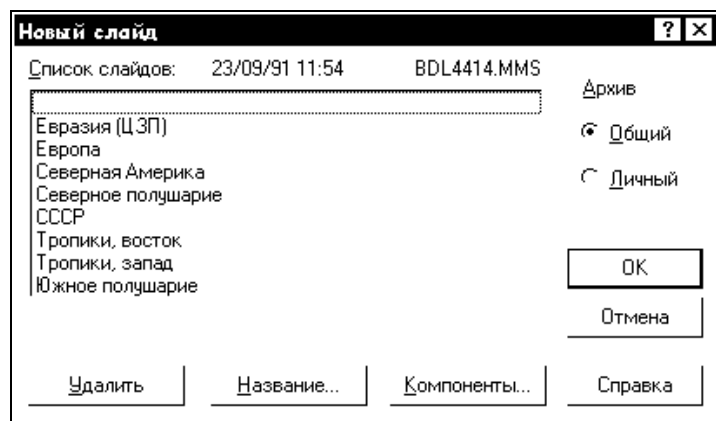 Новый слайд ? ×
Список слайдов: 23/09/91 11:54 BDL4414.MMS
Архив
Евразия (ЦЗП)
Общий
Европа
Северная Америка
Личный
Северное полушарие
СССР
Тропики, восток
Тропики, запад
OK
Южное полушарие
Отмена
Удалить Название... Компоненты... Справка